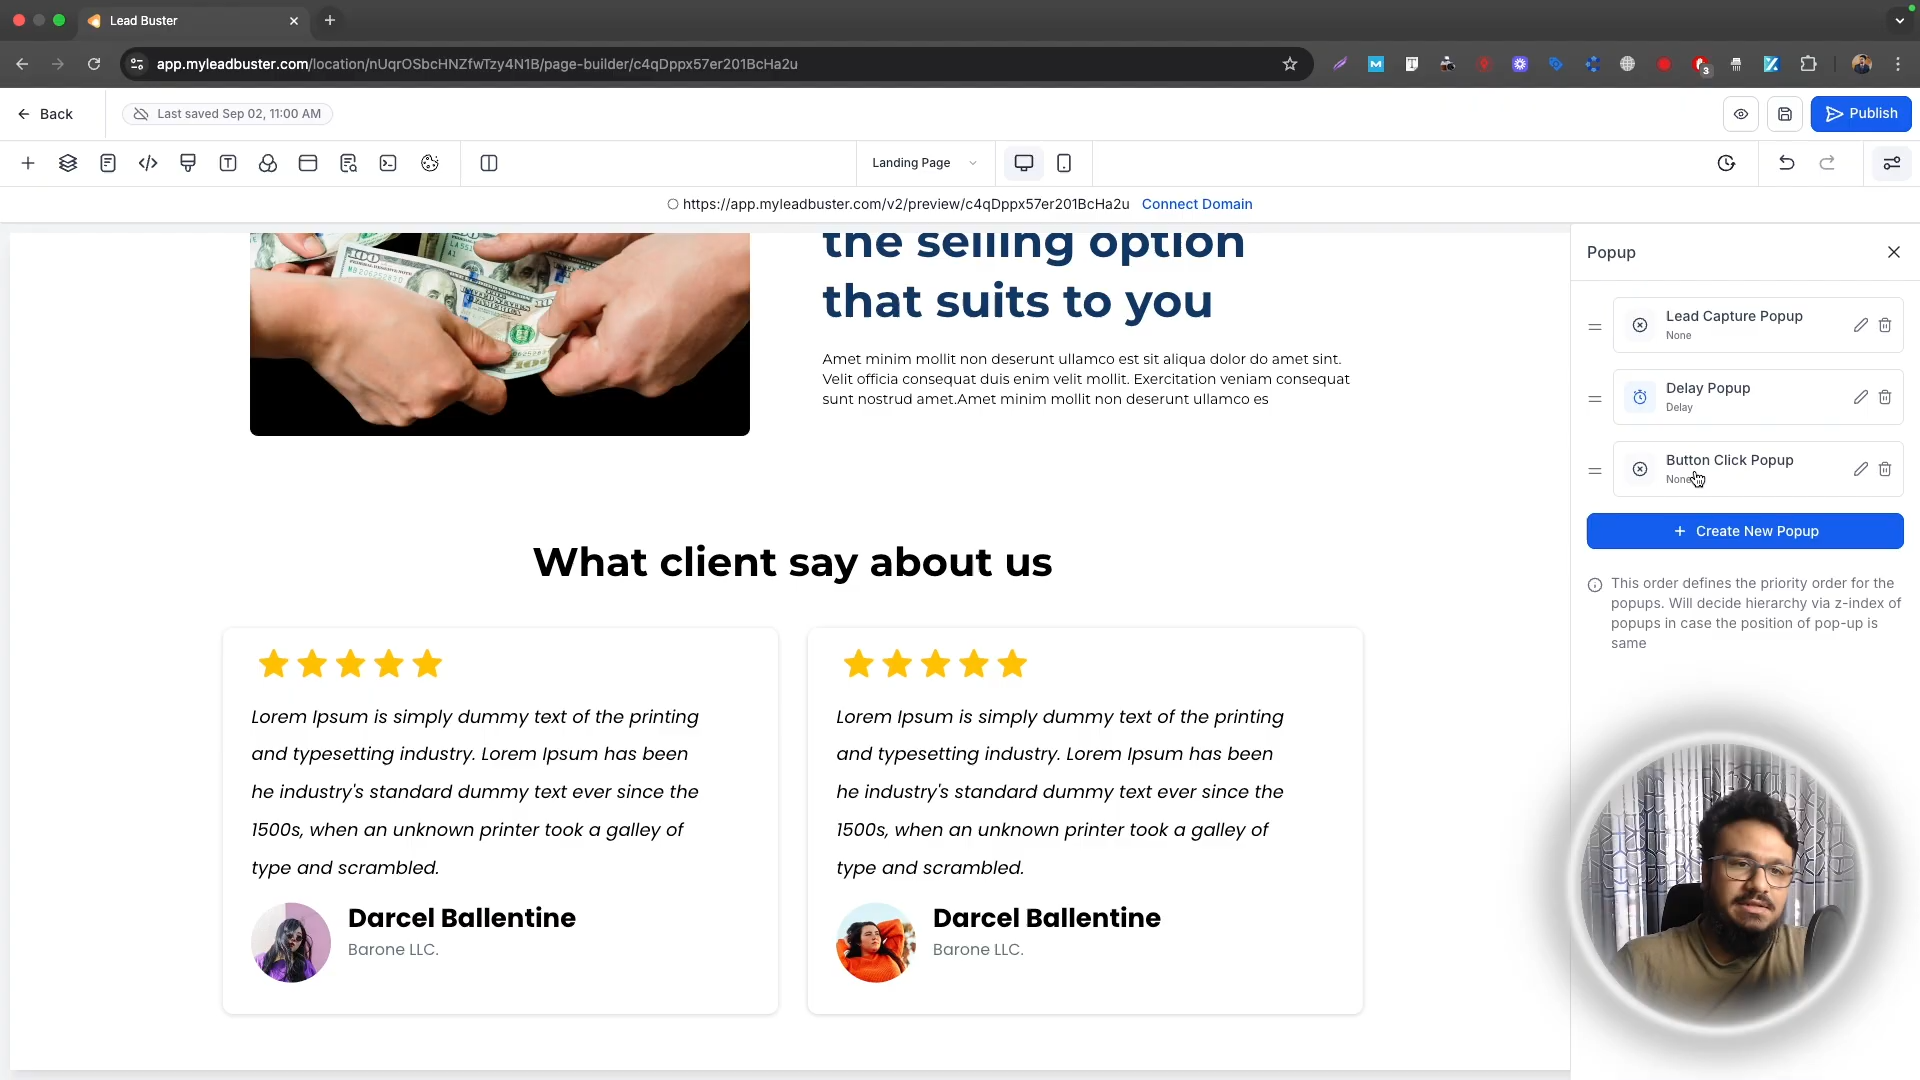 Lead Buster
app.myleadbuster.com/location/nUqrOSbcHNZfwTzy4N1B/page-builder/c4qDppx57er201BcHa2u
3
Back
Last saved Sep 02, 11:00 AM
Publish
Landing Page
https://app.myleadbuster.com/v2/preview/c4qDppx57er201BcHa2u Connect Domain
the selling option
that suits to you
Amet minim mollit non deserunt ullamco est sit aliqua dolor do amet sint.
Velit officia consequat duis enim velit mollit. Exercitation veniam consequat
sunt nostrud amet.Amet minim mollit non deserunt ullamco es
What client say about us
Lorem Ipsum is simply dummy text of the printing
and typesetting industry. Lorem Ipsum has been
he industry's standard dummy text ever since the
1500s, when an unknown printer took a galley of
type and scrambled.
Darcel Ballentine
Barone LLC.
Lorem Ipsum is simply dummy text of the printing
and typesetting industry. Lorem Ipsum has been
he industry's standard dummy text ever since the
1500s, when an unknown printer took a galley of
type and scrambled.
Darcel Ballentine
Barone LLC.
Popup
Lead Capture Popup
None
Delay Popup
Delay
Button Click Popup
None
+ Create New Popup
This order defines the priority order for the
popups. Will decide hierarchy via z-index of
popups in case the position of pop-up is
same